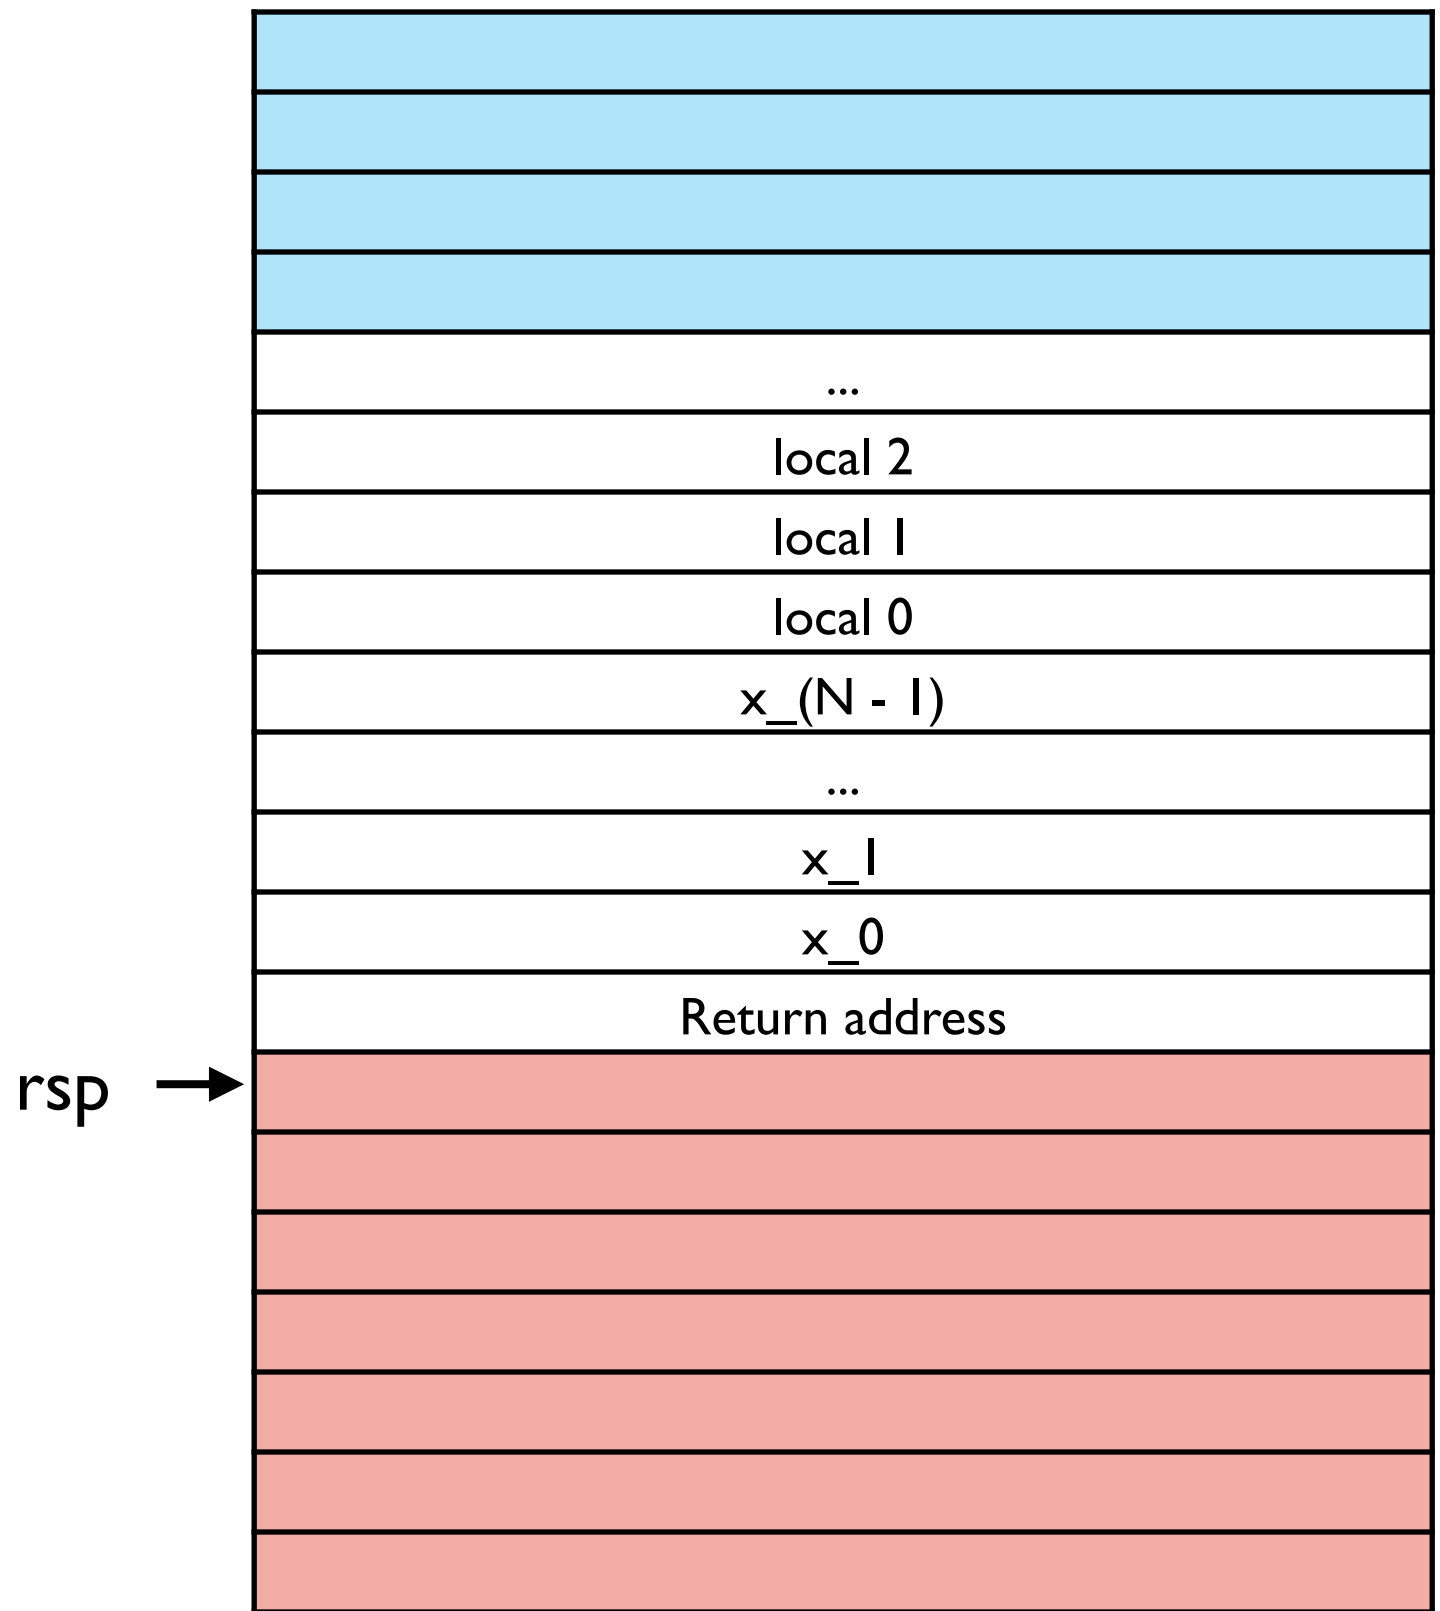 ...
local 2
local 1
local 0
x_(N - 1)
...
x_1
x_0
Return address
rsp